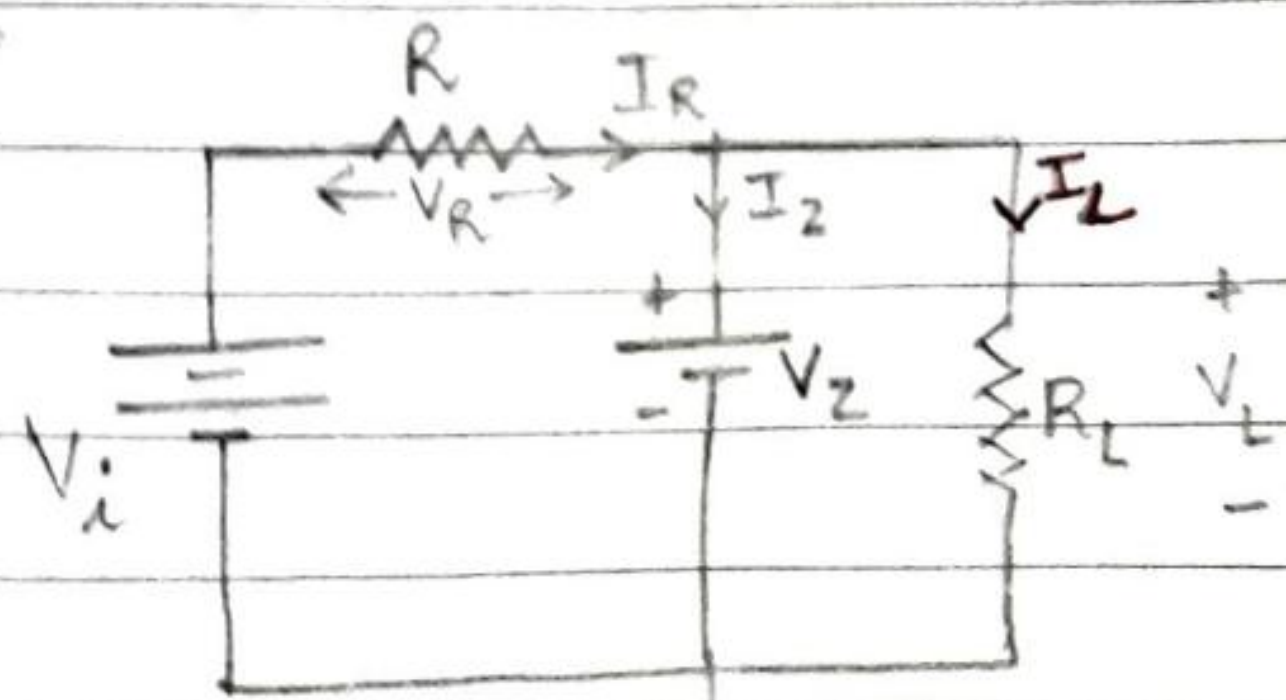 R
I_R
← V_R →
I_Z
I_L
+
+
V_Z
-
V_i
R_L
V_L
-